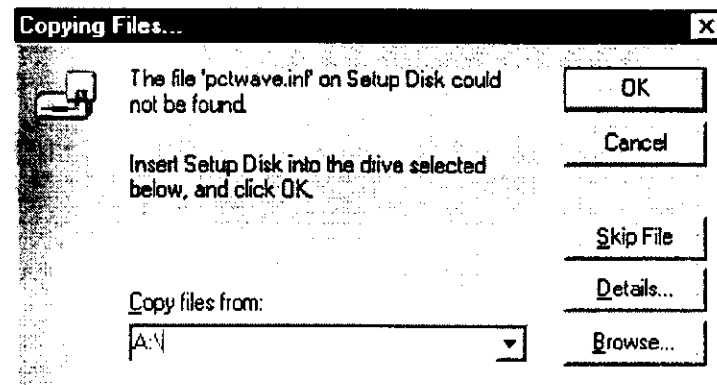 Copying Files...
The file 'pctwave.inf' on Setup Disk could
not be found.
Insert Setup Disk into the drive selected
below, and click OK.
Copy files from:
A:\
OK
Cancel
Skip File
Details...
Browse...